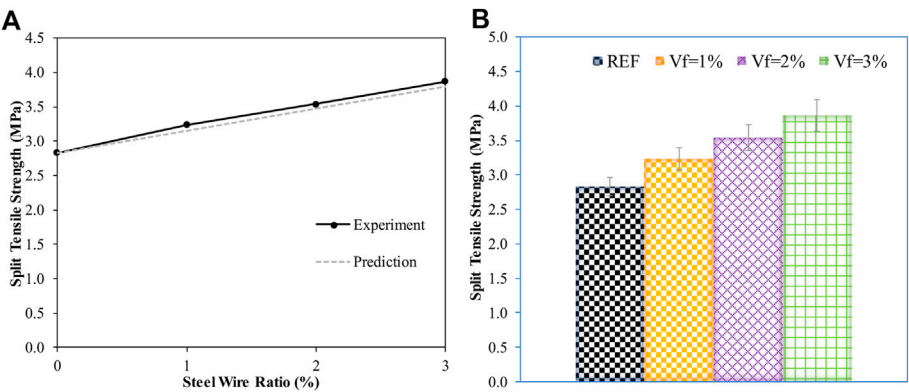 A
Split Tensile Strength (MPa)
4.5
4.0
3.5
3.0
2.5
2.0
1.5
1.0
0.5
0.0
Experiment
Prediction
0 1 2 3
Steel Wire Ratio (%)
B
Split Tensile Strength (MPa)
5.0
4.5
4.0
3.5
3.0
2.5
2.0
1.5
1.0
0.5
0.0
REF Vf=1% Vf=2% Vf=3%